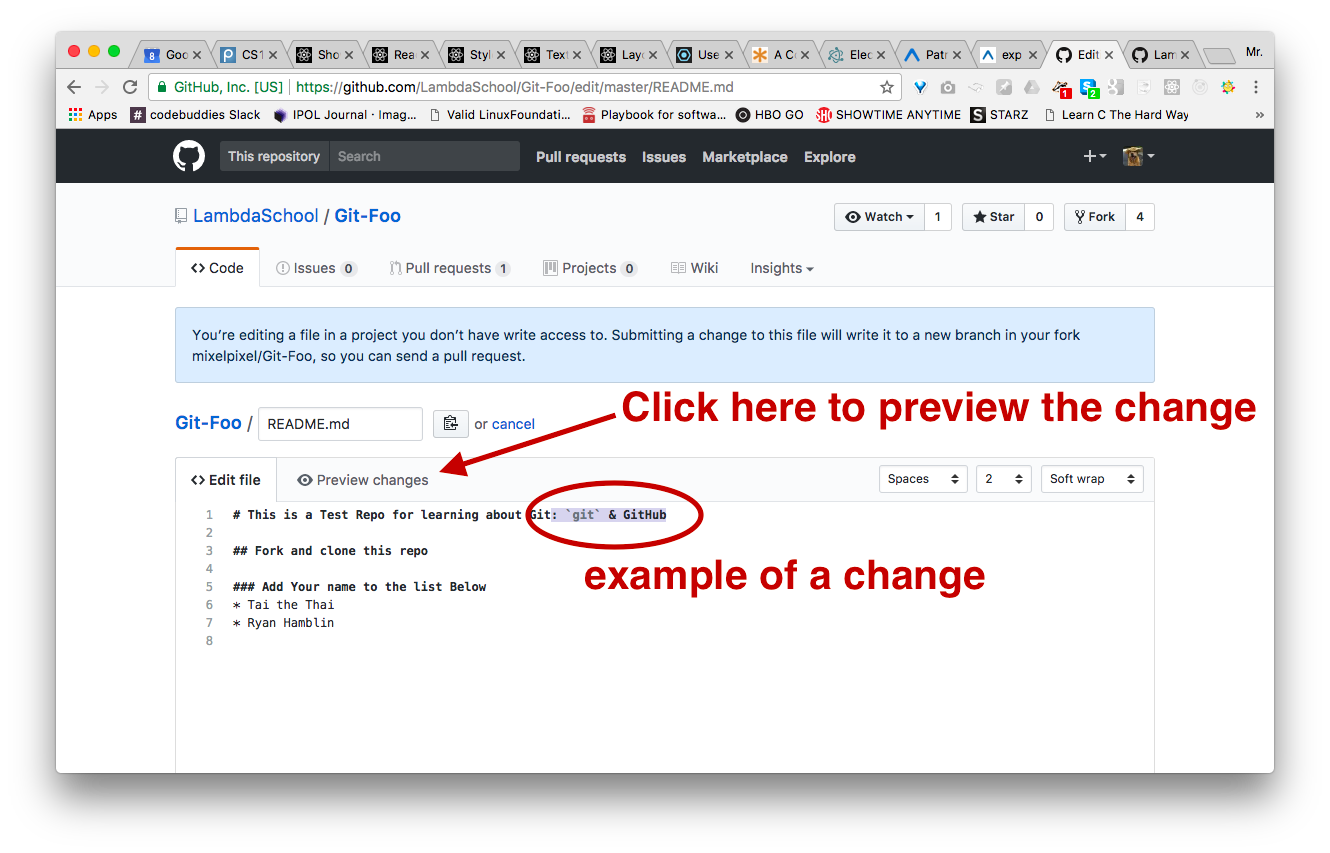 Goo CS1 Sho Rea Styl Text Layo Use A Co Elec Patr exp Edit Lam Mr.
GitHub, Inc. [US] https://github.com/LambdaSchool/Git-Foo/edit/master/README.md
1 2
Apps # codebuddies Slack IPOL Journal · Imag... Valid LinuxFoundati... Playbook for softwa... HBO GO SHOWTIME ANYTIME S STARZ Learn C The Hard Way »
This repository Search Pull requests Issues Marketplace Explore
LambdaSchool / Git-Foo Watch 1 Star 0 Fork 4
<> Code Issues 0 Pull requests 1 Projects 0 Wiki Insights
You're editing a file in a project you don't have write access to. Submitting a change to this file will write it to a new branch in your fork
mixelpixel/Git-Foo, so you can send a pull request.
Click here to preview the change
Git-Foo / README.md or cancel
<> Edit file Preview changes Spaces 2 Soft wrap
1 # This is a Test Repo for learning about Git: `git` & GitHub
2
3 ## Fork and clone this repo
4
example of a change
5 ### Add Your name to the list Below
6 * Tai the Thai
7 * Ryan Hamblin
8